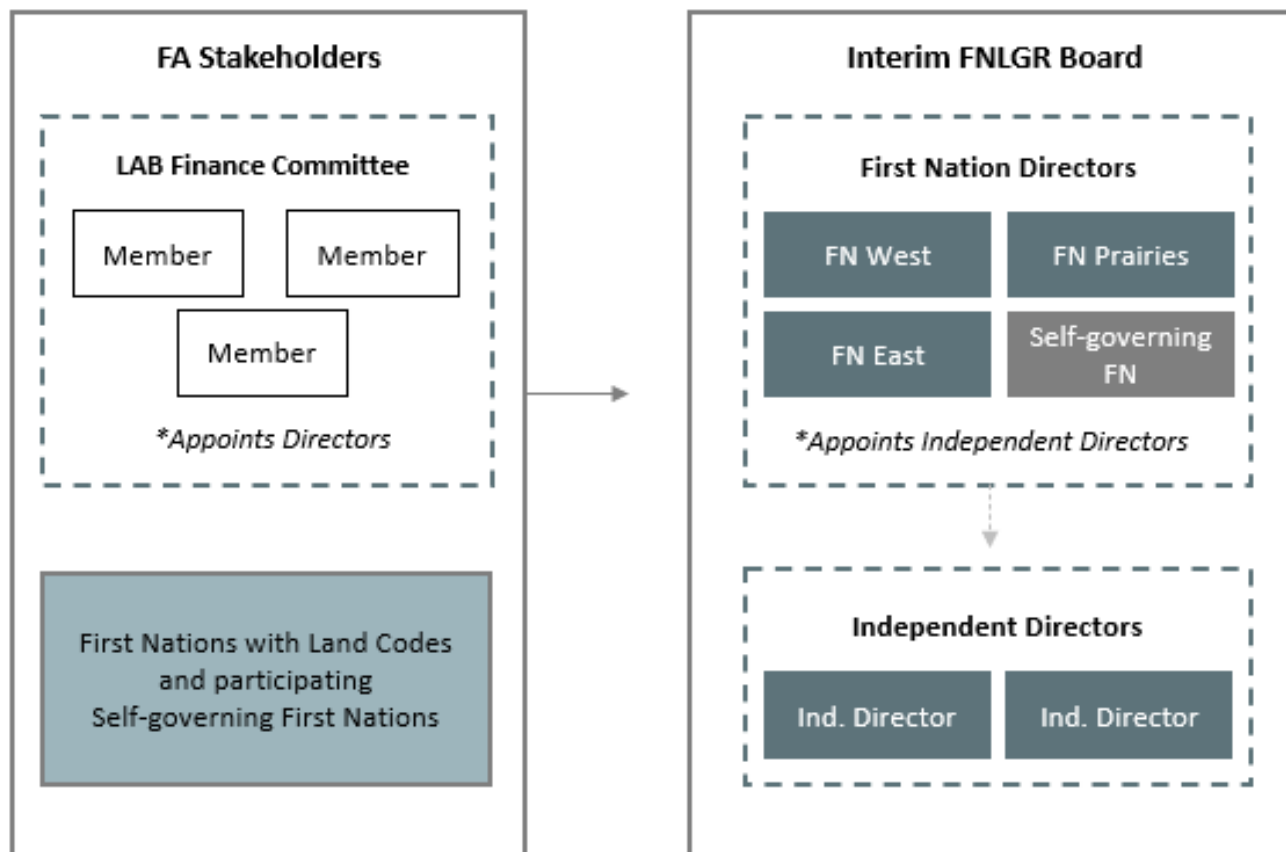 FA Stakeholders
LAB Finance Committee
Member
Member
Member
*Appoints Directors
First Nations with Land Codes
and participating
Self-governing First Nations
Interim FNLGR Board
First Nation Directors
FN West
FN Prairies
FN East
Self-governing
FN
*Appoints Independent Directors
Independent Directors
Ind. Director
Ind. Director